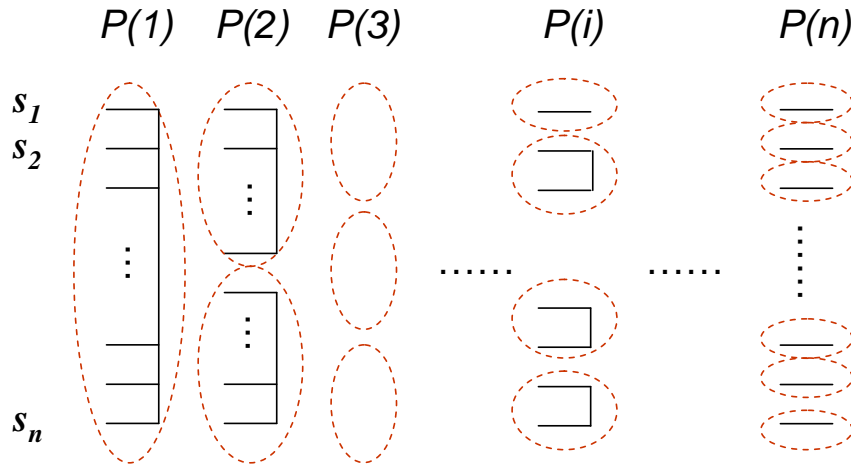 P(1) P(2) P(3) P(i) P(n)
s1
s2
...... ......
sn